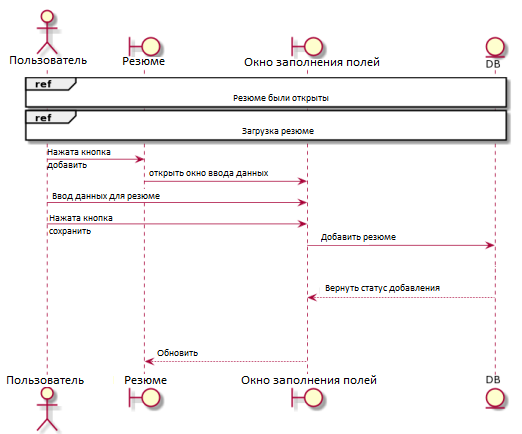 Пользователь Резюме Окно заполнения полей DB
ref
Резюме были открыты
ref
Загрузка резюме
Нажата кнопка
добавить
открыть окно ввода данных
Ввод данных для резюме
Нажата кнопка
сохранить
Добавить резюме
Вернуть статус добавления
Обновить
Пользователь Резюме Окно заполнения полей DB